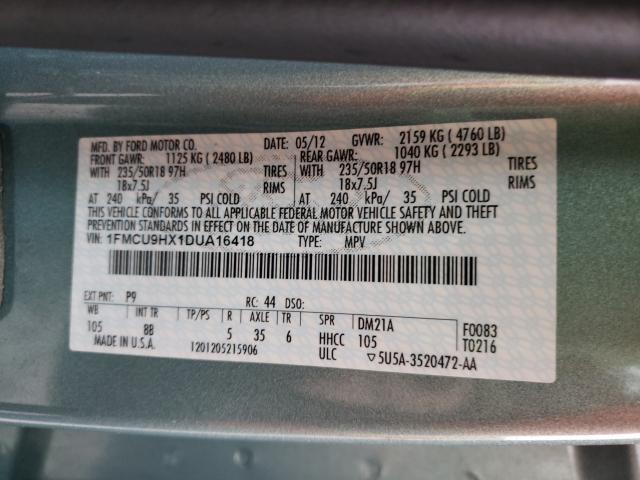 MFD. BY FORD MOTOR CO. DATE: 05/12 GVWR: 2159 KG ( 4760 LB)
FRONT GAWR: 1125 KG ( 2480 LB) REAR GAWR: 1040 KG ( 2293 LB)
WITH 235/50R18 97H TIRES WITH 235/50R18 97H TIRES
18x7.5J RIMS 18x7.5J RIMS
AT 240 kPa/ 35 PSI COLD AT 240 kPa/ 35 PSI COLD
THIS VEHICLE CONFORMS TO ALL APPLICABLE FEDERAL MOTOR VEHICLE SAFETY AND THEFT
PREVENTION STANDARDS IN EFFECT ON THE DATE OF MANUFACTURE SHOWN ABOVE.
VIN: 1FMCU9HX1DUA16418 TYPE: MPV
EXT PNT: P9 RC: 44 DSO:
WB INT TR TP/PS R AXLE TR SPR DM21A F0083
105 BB 5 35 6 HHCC 105 T0216
MADE IN U.S.A. 1201205215906 ULC ▽5U5A-3520472-AA